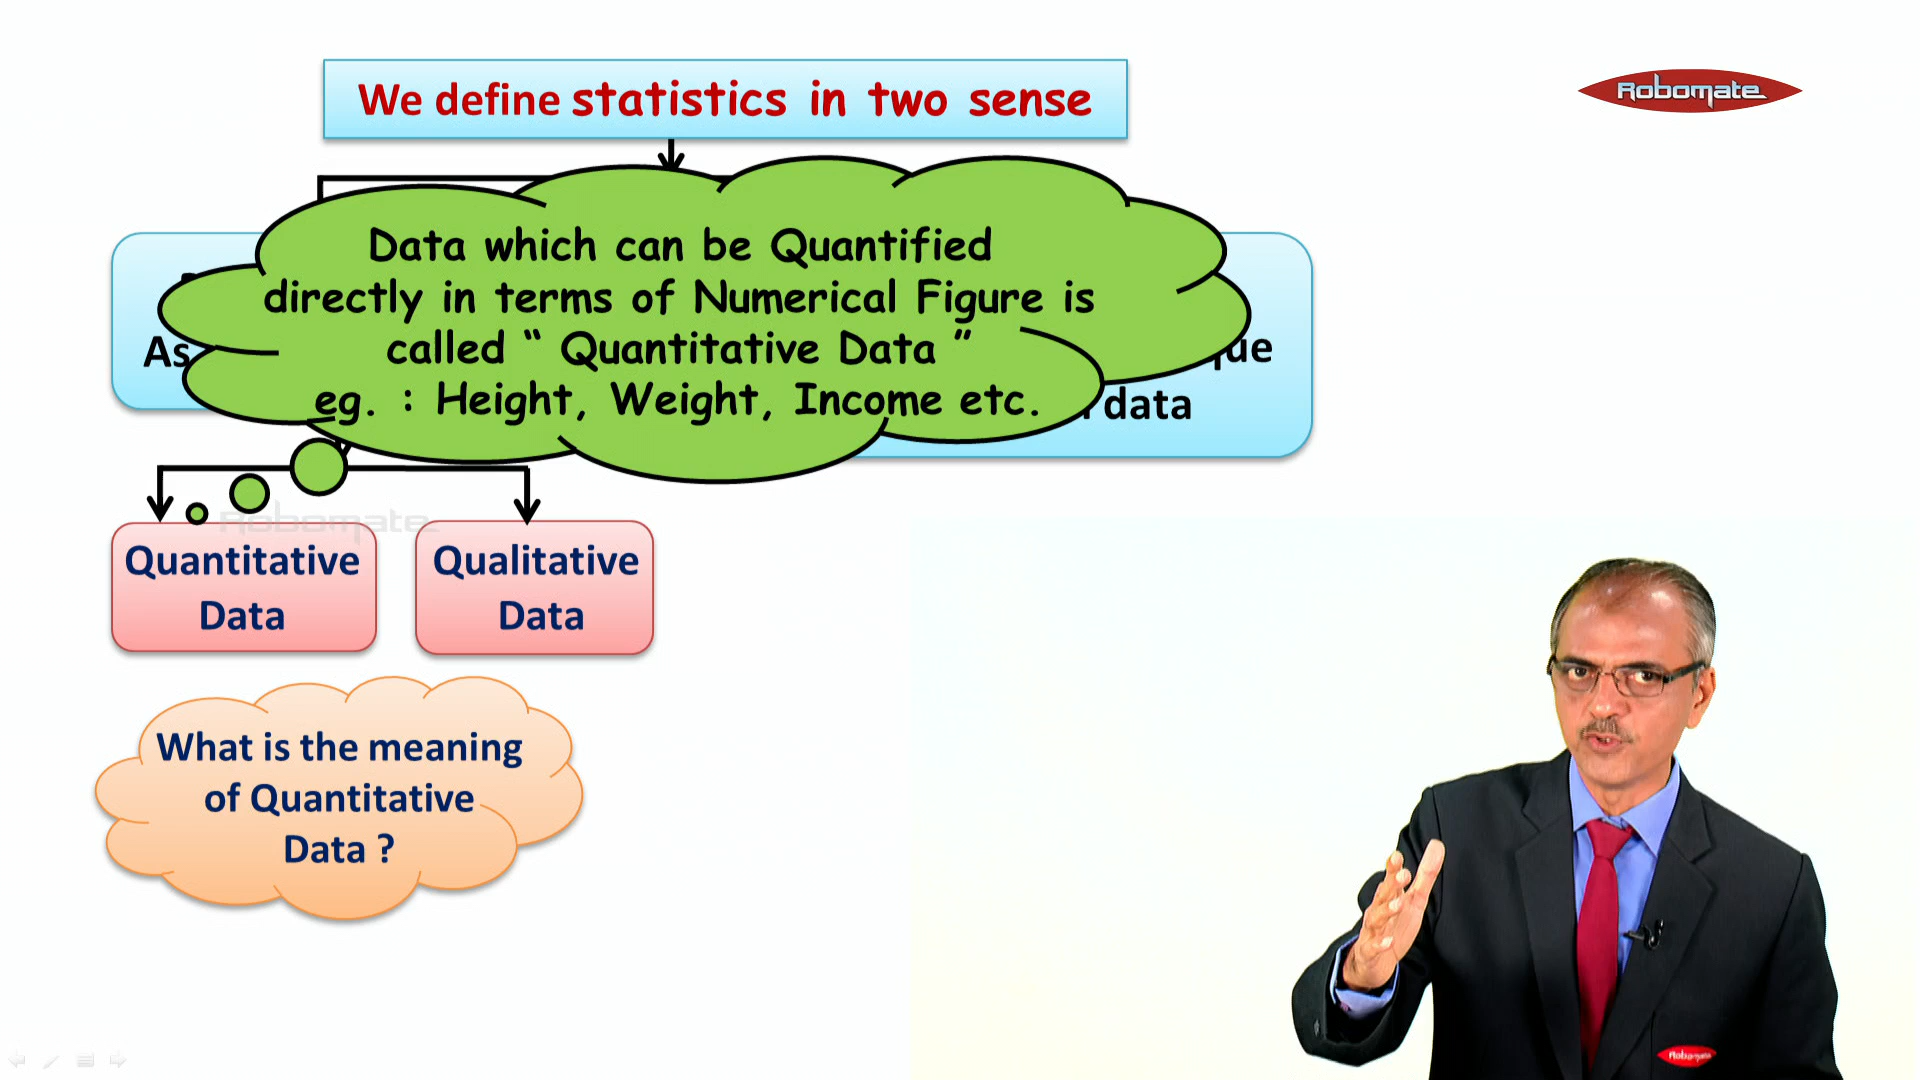 We define statistics in two sense
Robomate
Data which can be Quantified
directly in terms of Numerical Figure is
called “ Quantitative Data ”
eg. : Height, Weight, Income etc.
As
data
Robomate
Quantitative
Data
Qualitative
Data
What is the meaning
of Quantitative
Data ?
Robomate